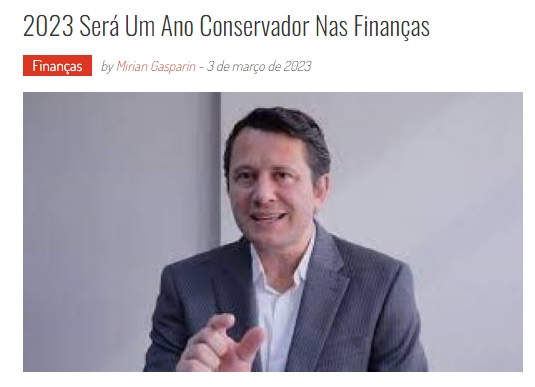 2023 Será Um Ano Conservador Nas Finanças
Finanças by Mirian Gasparin - 3 de março de 2023